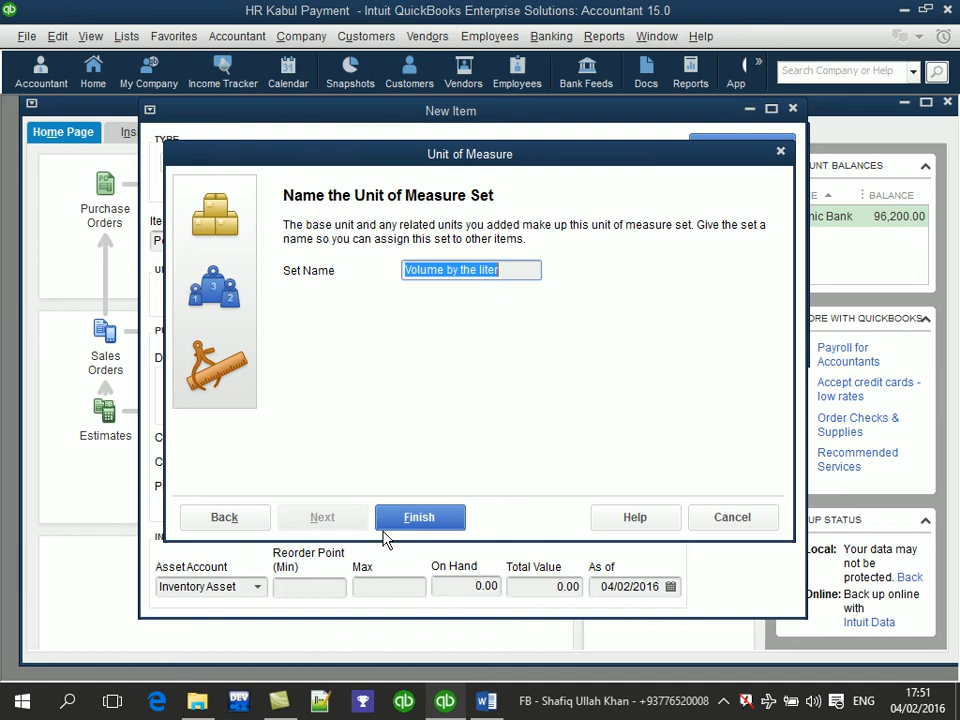 HR Kabul Payment - Intuit QuickBooks Enterprise Solutions: Accountant 15.0
File Edit View Lists Favorites Accountant Company Customers Vendors Employees Banking Reports Window Help
Accountant Home My Company Income Tracker Calendar Snapshots Customers Vendors Employees Bank Feeds Docs Reports App » Search Company or Help
New Item
Home Page Ins
TYPE
Unit of Measure
UNT BALANCES
BALANCE
nic Bank 96,200.00
Purchase
Orders
Name the Unit of Measure Set
The base unit and any related units you added make up this unit of measure set. Give the set a
name so you can assign this set to other items.
Set Name Volume by the liter
ORE WITH QUICKBOOKS
Payroll for
Accountants
Accept credit cards -
low rates
Order Checks &
Supplies
Recommended
Services
Sales
Orders
Estimates
Back Next Finish Help Cancel
UP STATUS
Local: Your data may
not be
protected. Back
Online: Back up online
with
Intuit Data
Asset Account
Inventory Asset
Reorder Point
(Min)
Max
On Hand
0.00
Total Value
0.00
As of
04/02/2016
FB - Shafiq Ullah Khan - +93776520008
ENG
17:51
04/02/2016